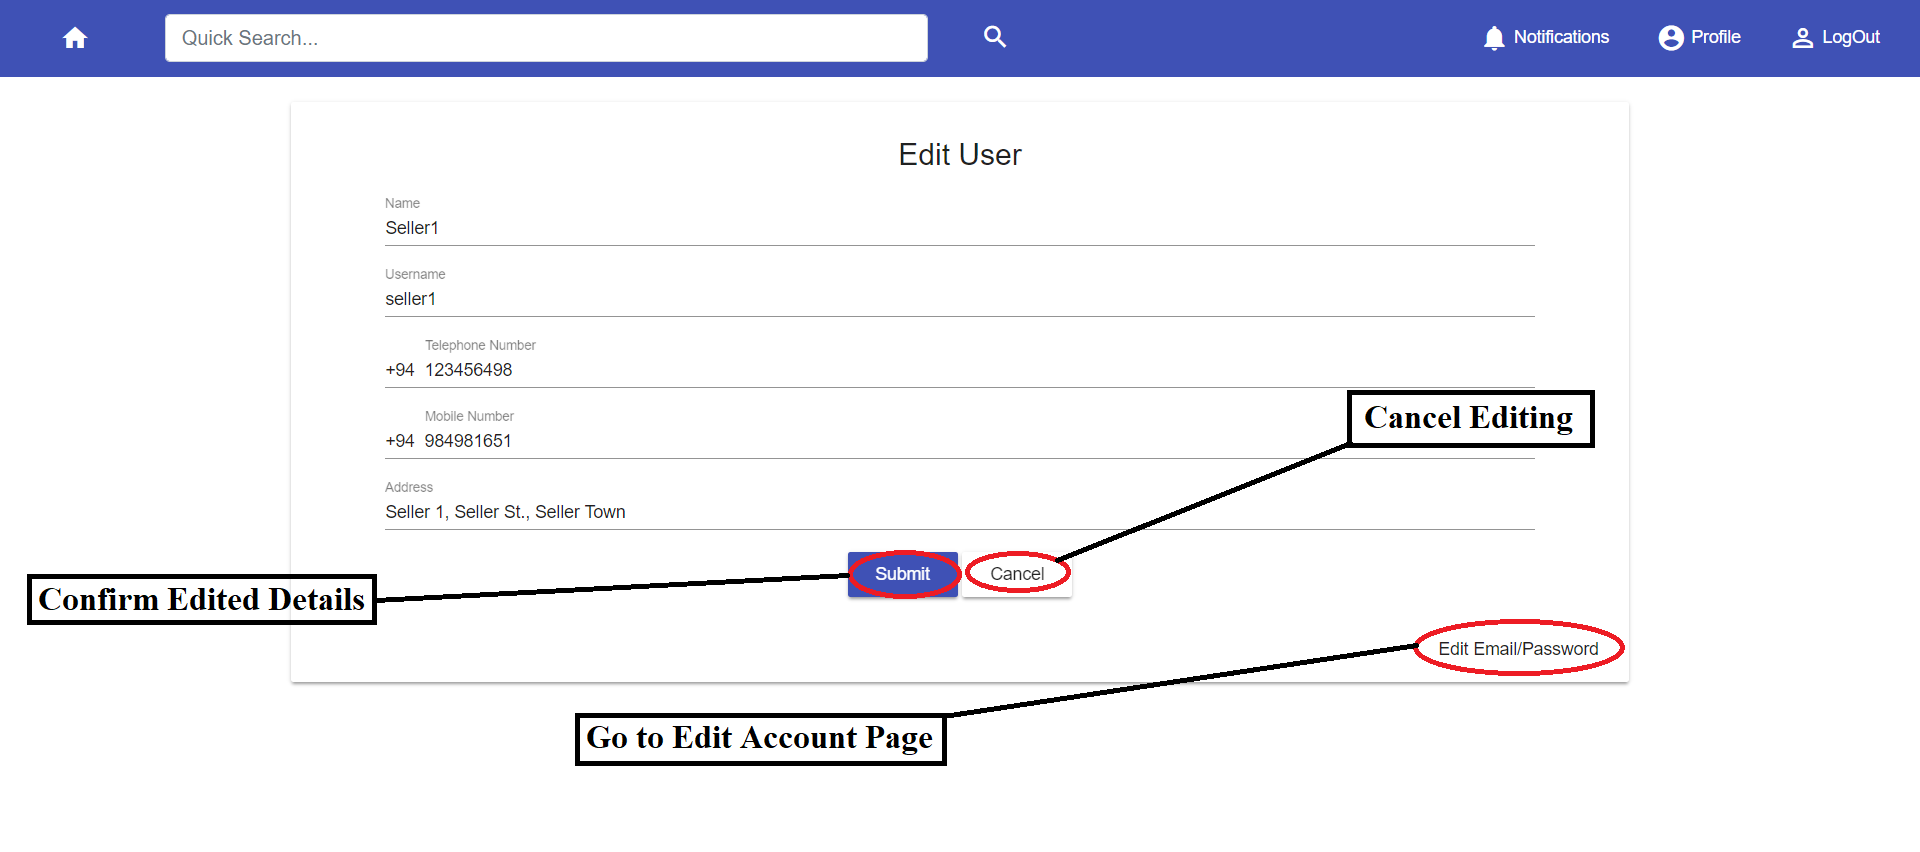 Quick Search...
Notifications
Profile
LogOut
Edit User
Name
Seller1
Username
seller1
Telephone Number
+94 123456498
Mobile Number
+94 984981651
Cancel Editing
Address
Seller 1, Seller St., Seller Town
Submit
Cancel
Confirm Edited Details
Edit Email/Password
Go to Edit Account Page